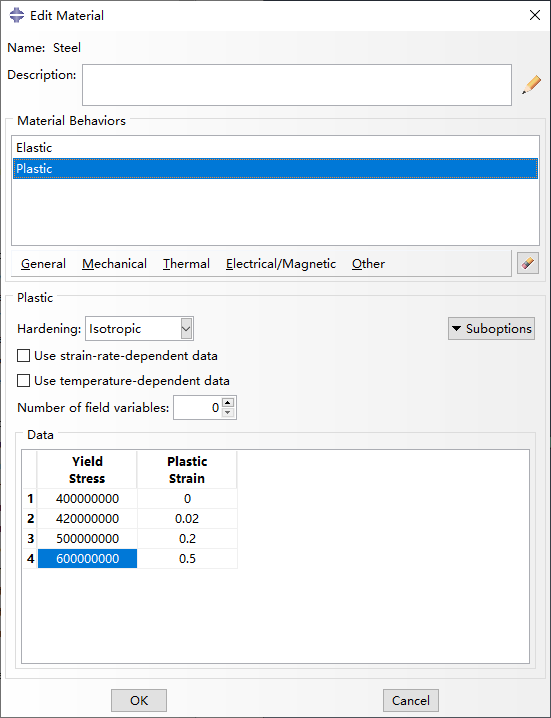 Edit Material
Name: Steel
Description:
Material Behaviors
Elastic
Plastic
General Mechanical Thermal Electrical/Magnetic Other
Plastic
Hardening: Isotropic Suboptions
Use strain-rate-dependent data
Use temperature-dependent data
Number of field variables: 0
Data
Yield Stress Plastic Strain
1 400000000 0
2 420000000 0.02
3 500000000 0.2
4 600000000 0.5
OK Cancel